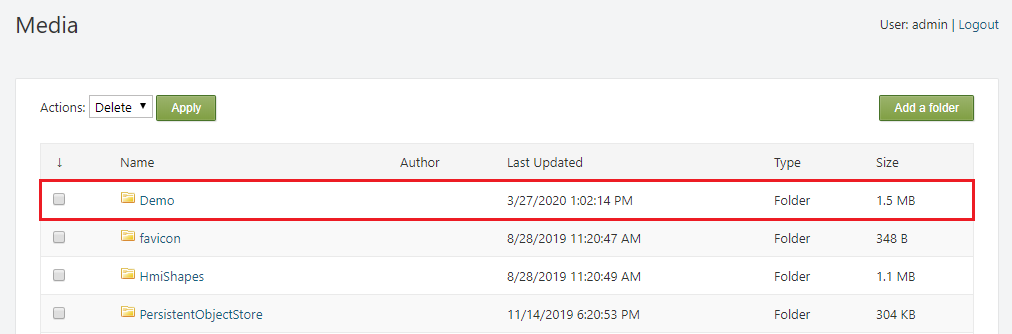 Media
User: admin | Logout
Actions: Delete Apply Add a folder
↓ Name Author Last Updated Type Size
Demo 3/27/2020 1:02:14 PM Folder 1.5 MB
favicon 8/28/2019 11:20:47 AM Folder 348 B
HmiShapes 8/28/2019 11:20:49 AM Folder 1.1 MB
PersistentObjectStore 11/14/2019 6:20:53 PM Folder 304 KB